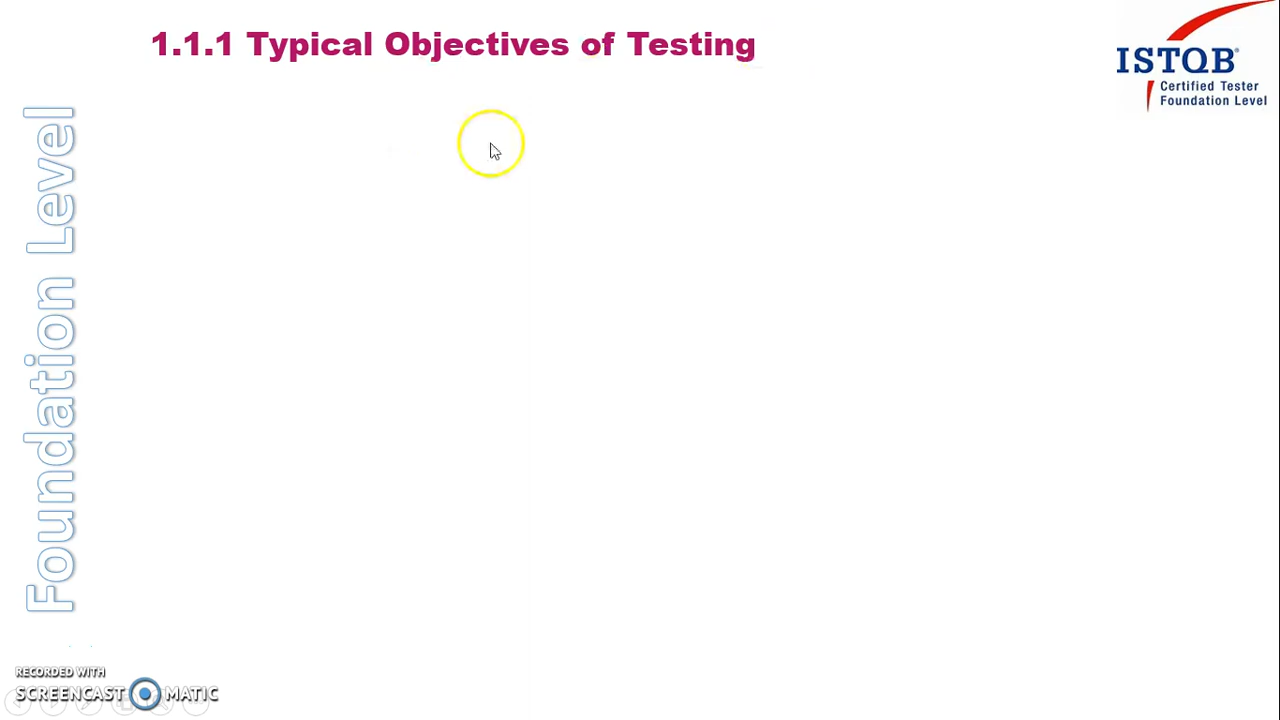 1.1.1 Typical Objectives of Testing
ISTQB®
Certified Tester
Foundation Level
Foundation Level
RECORDED WITH
SCREENCAST MATIC